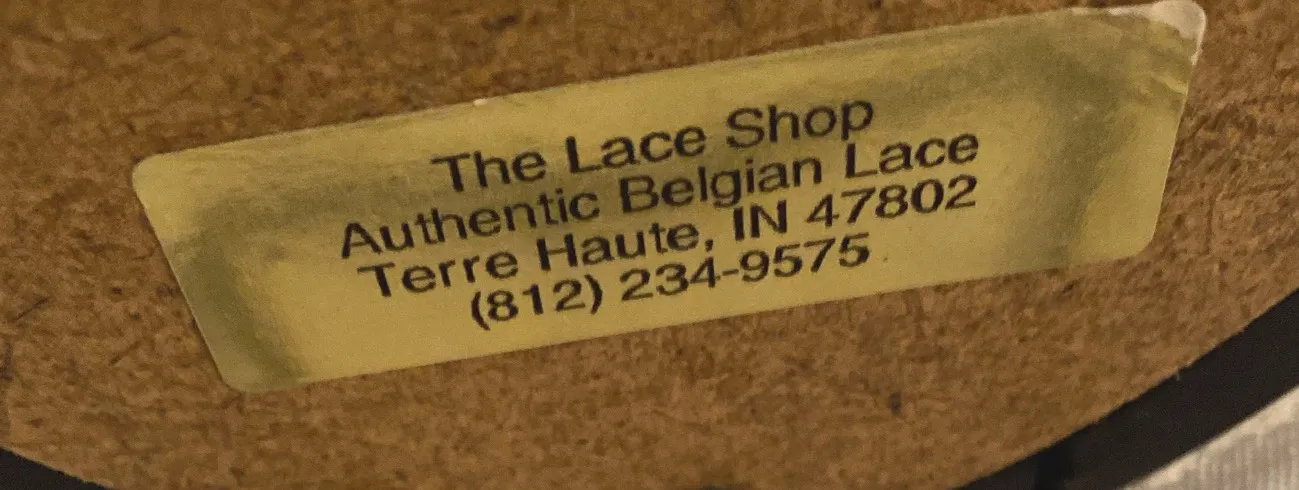 The Lace Shop
Authentic Belgian Lace
Terre Haute, IN 47802
(812) 234-9575